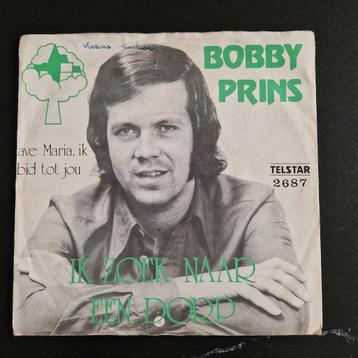 BOBBY
PRINS
ave Maria, ik
bid tot jou
TELSTAR
2687
IK ZOEK NAAR
EEN DORP